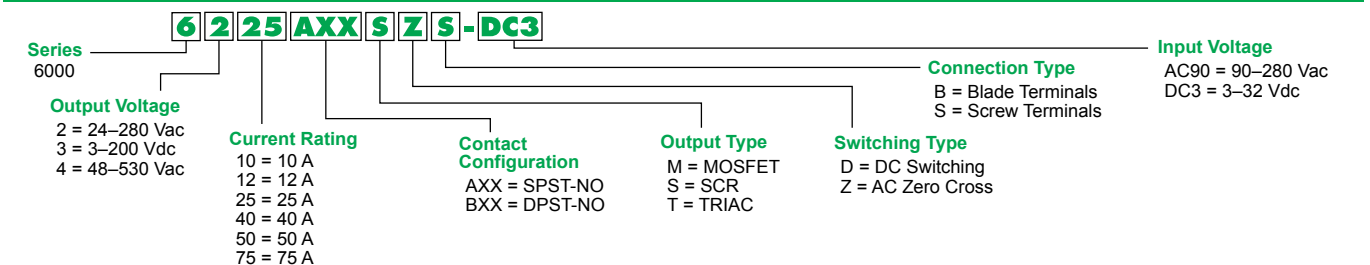 6 2 25 AXX S Z S - DC3
Series
6000
Output Voltage
2 = 24–280 Vac
3 = 3–200 Vdc
4 = 48–530 Vac
Current Rating
10 = 10 A
12 = 12 A
25 = 25 A
40 = 40 A
50 = 50 A
75 = 75 A
Contact
Configuration
AXX = SPST-NO
BXX = DPST-NO
Output Type
M = MOSFET
S = SCR
T = TRIAC
Switching Type
D = DC Switching
Z = AC Zero Cross
Connection Type
B = Blade Terminals
S = Screw Terminals
Input Voltage
AC90 = 90–280 Vac
DC3 = 3–32 Vdc